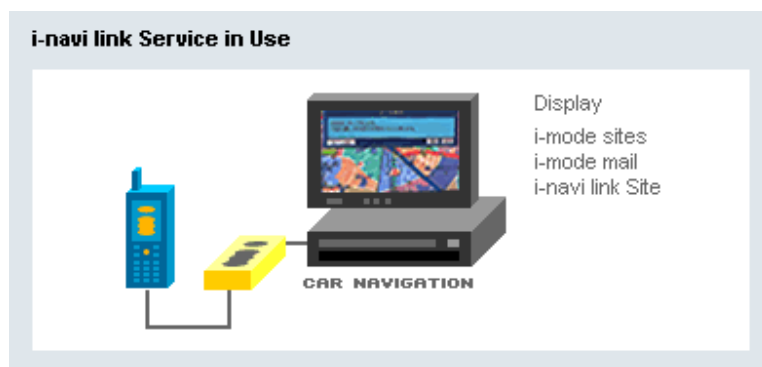 i-navi link Service in Use
Display
i-mode sites
i-mode mail
i-navi link Site
CAR NAVIGATION